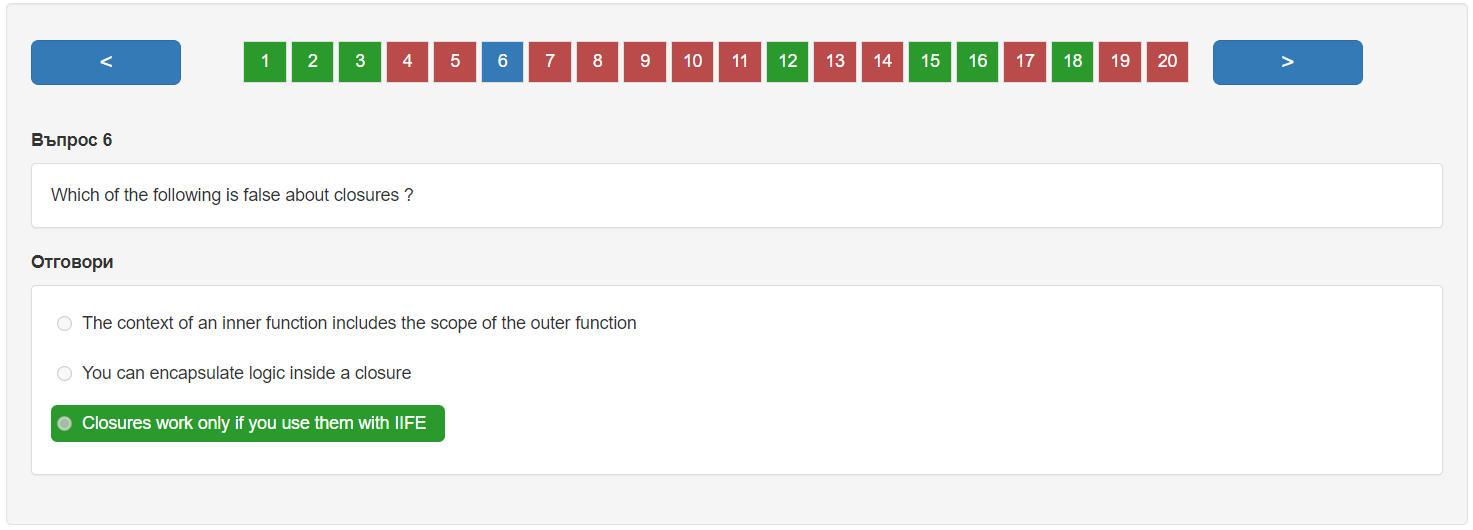 < 1 2 3 4 5 6 7 8 9 10 11 12 13 14 15 16 17 18 19 20 >
Въпрос 6
Which of the following is false about closures ?
Отговори
The context of an inner function includes the scope of the outer function
You can encapsulate logic inside a closure
Closures work only if you use them with IIFE